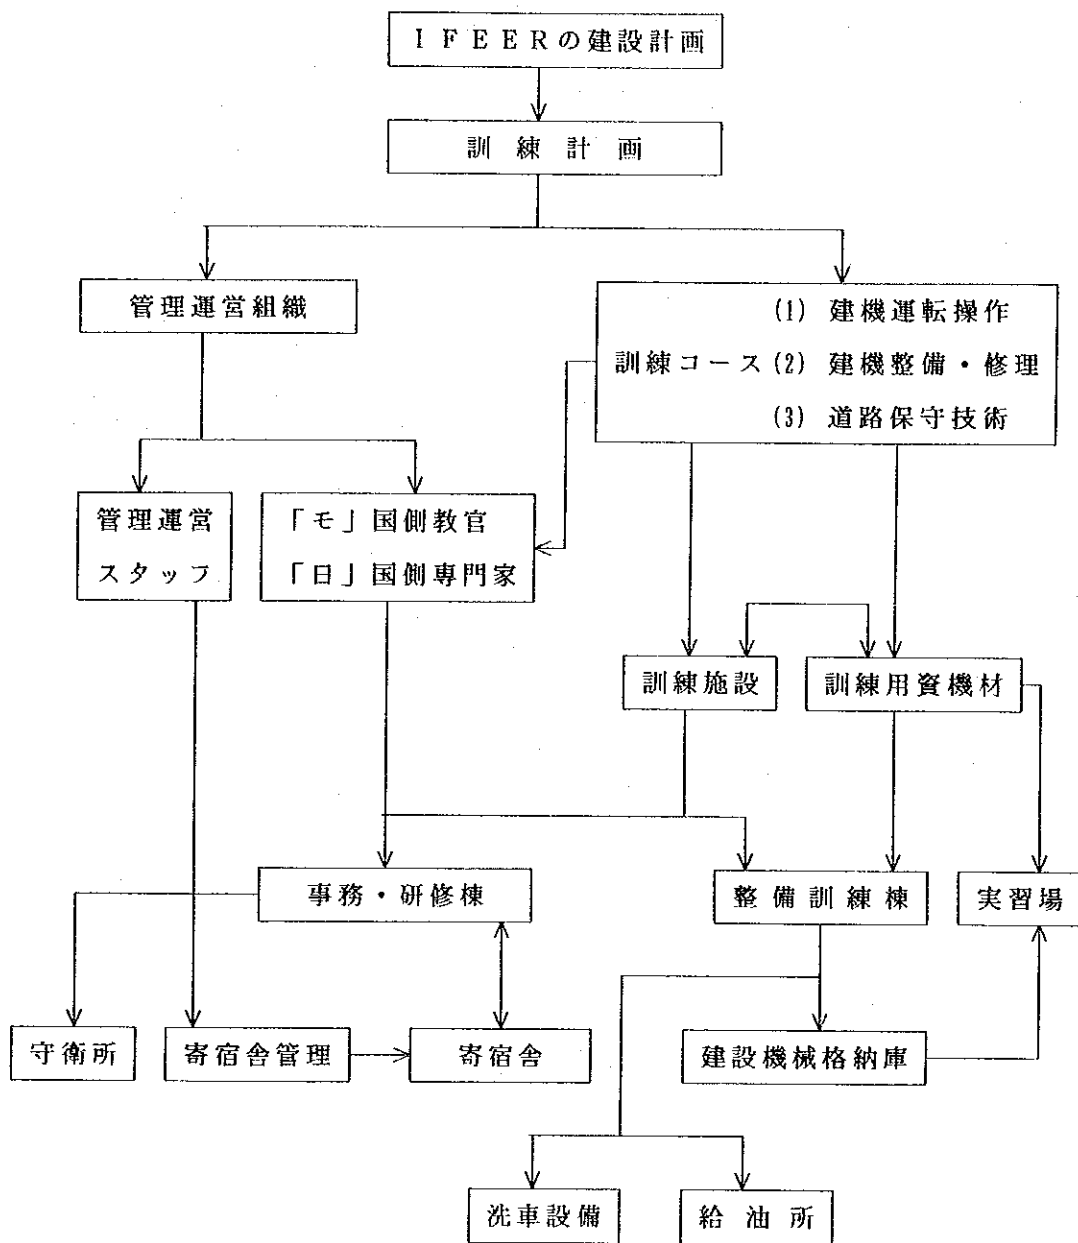 IFEERの建設計画
訓練計画
管理運営組織
(1) 建機運転操作
訓練コース(2) 建機整備・修理
(3) 道路保守技術
管理運営
スタッフ
「モ」国側教官
「日」国側専門家
訓練施設
訓練用資機材
事務・研修棟
整備訓練棟
実習場
守衛所
寄宿舎管理
寄宿舎
建設機械格納庫
洗車設備
給油所